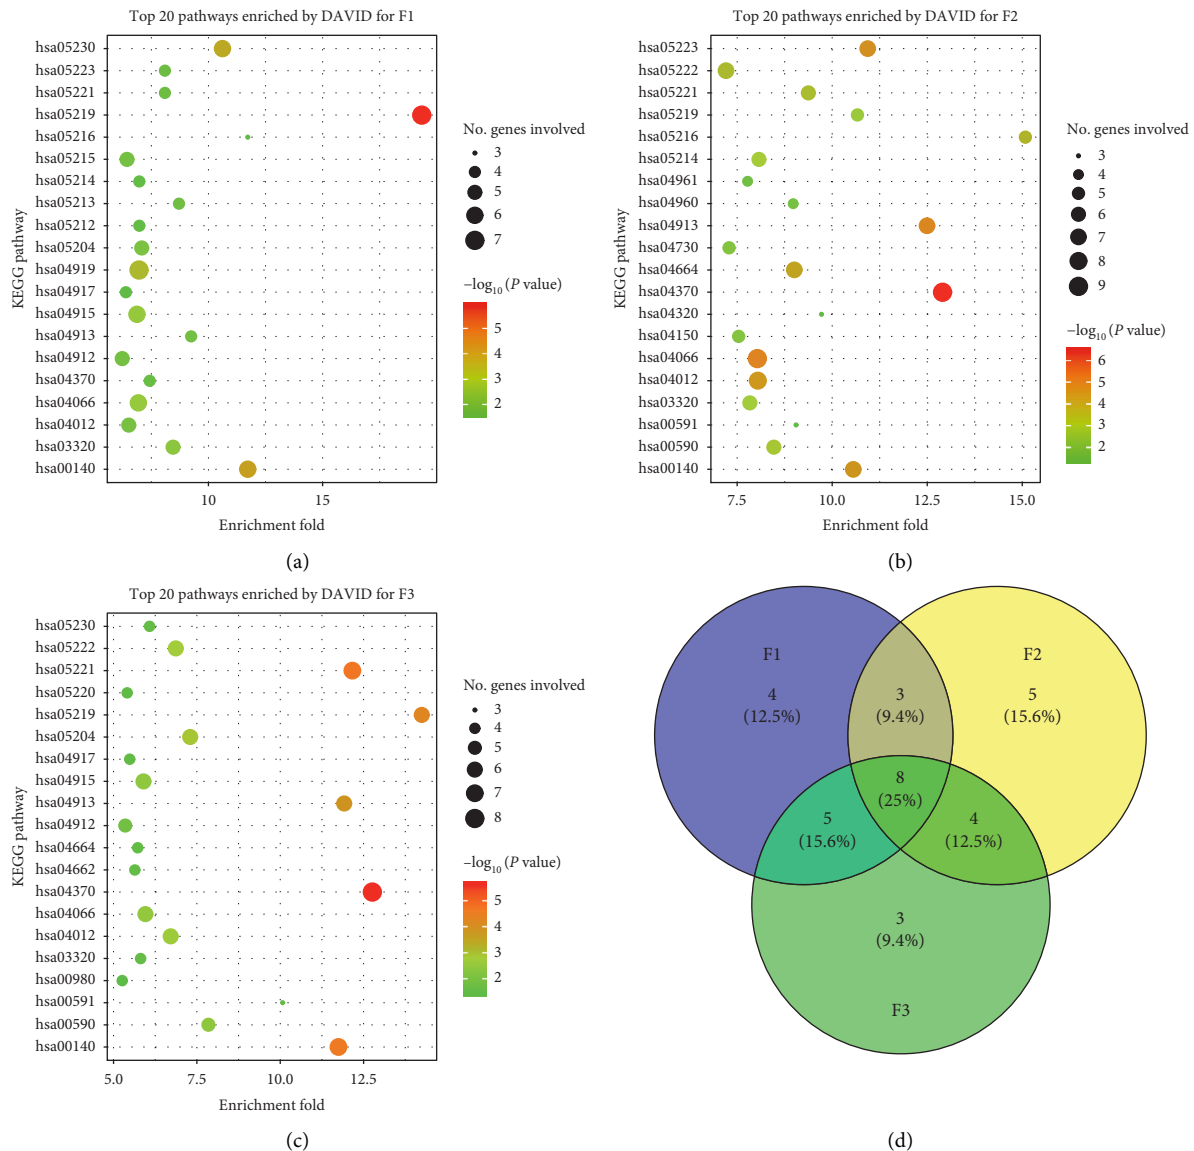 Top 20 pathways enriched by DAVID for F1
KEGG pathway
hsa05230
hsa05223
hsa05221
hsa05219
hsa05216
hsa05215
hsa05214
hsa05213
hsa05212
hsa05204
hsa04919
hsa04917
hsa04915
hsa04913
hsa04912
hsa04370
hsa04066
hsa04012
hsa03320
hsa00140
10
15
Enrichment fold
No. genes involved
3
4
5
6
7
−log10 (P value)
5
4
3
2
(a)
Top 20 pathways enriched by DAVID for F2
KEGG pathway
hsa05223
hsa05222
hsa05221
hsa05219
hsa05216
hsa05214
hsa04961
hsa04960
hsa04913
hsa04730
hsa04664
hsa04370
hsa04320
hsa04150
hsa04066
hsa04012
hsa03320
hsa00591
hsa00590
hsa00140
7.5
10.0
12.5
15.0
Enrichment fold
No. genes involved
3
4
5
6
7
8
9
−log10 (P value)
6
5
4
3
2
(b)
Top 20 pathways enriched by DAVID for F3
KEGG pathway
hsa05230
hsa05222
hsa05221
hsa05220
hsa05219
hsa05204
hsa04917
hsa04915
hsa04913
hsa04912
hsa04664
hsa04662
hsa04370
hsa04066
hsa04012
hsa03320
hsa00980
hsa00591
hsa00590
hsa00140
5.0
7.5
10.0
12.5
Enrichment fold
No. genes involved
3
4
5
6
7
8
−log10 (P value)
5
4
3
2
(c)
F1
F2
4
(12.5%)
3
(9.4%)
5
(15.6%)
8
(25%)
5
(15.6%)
4
(12.5%)
3
(9.4%)
F3
(d)